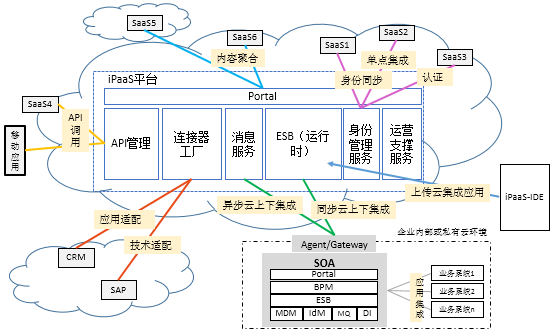 SaaS5
SaaS6
SaaS1
SaaS2
SaaS3
内容聚合
单点集成
身份同步
认证
iPaaS平台
Portal
SaaS4
API
调
用
移动应用
API管理
连接器
工厂
消息
服务
ESB（运行
时）
身份
管理
服务
运营
支撑
服务
上传云集成应用
iPaaS-IDE
应用适配
技术适配
异步云上下集成
同步云上下集成
企业内部或私有云环境
CRM
SAP
Agent/Gateway
SOA
Portal
BPM
ESB
MDM
IdM
MQ
DI
应用集成
业务系统1
业务系统2
业务系统n